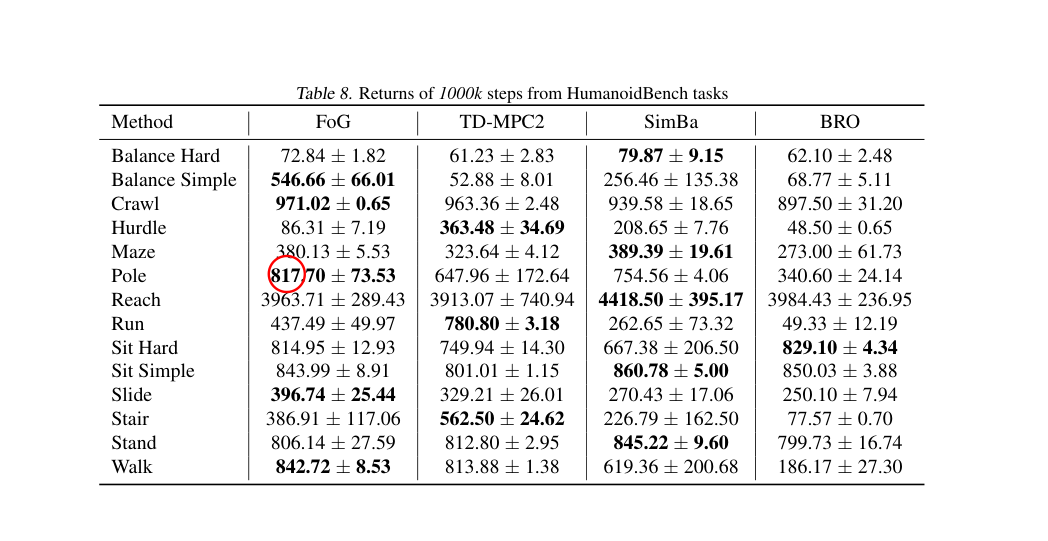 Table 8. Returns of 1000k steps from HumanoidBench tasks
Method FoG TD-MPC2 SimBa BRO
Balance Hard 72.84 ± 1.82 61.23 ± 2.83 79.87 ± 9.15 62.10 ± 2.48
Balance Simple 546.66 ± 66.01 52.88 ± 8.01 256.46 ± 135.38 68.77 ± 5.11
Crawl 971.02 ± 0.65 963.36 ± 2.48 939.58 ± 18.65 897.50 ± 31.20
Hurdle 86.31 ± 7.19 363.48 ± 34.69 208.65 ± 7.76 48.50 ± 0.65
Maze 380.13 ± 5.53 323.64 ± 4.12 389.39 ± 19.61 273.00 ± 61.73
Pole 817.70 ± 73.53 647.96 ± 172.64 754.56 ± 4.06 340.60 ± 24.14
Reach 3963.71 ± 289.43 3913.07 ± 740.94 4418.50 ± 395.17 3984.43 ± 236.95
Run 437.49 ± 49.97 780.80 ± 3.18 262.65 ± 73.32 49.33 ± 12.19
Sit Hard 814.95 ± 12.93 749.94 ± 14.30 667.38 ± 206.50 829.10 ± 4.34
Sit Simple 843.99 ± 8.91 801.01 ± 1.15 860.78 ± 5.00 850.03 ± 3.88
Slide 396.74 ± 25.44 329.21 ± 26.01 270.43 ± 17.06 250.10 ± 7.94
Stair 386.91 ± 117.06 562.50 ± 24.62 226.79 ± 162.50 77.57 ± 0.70
Stand 806.14 ± 27.59 812.80 ± 2.95 845.22 ± 9.60 799.73 ± 16.74
Walk 842.72 ± 8.53 813.88 ± 1.38 619.36 ± 200.68 186.17 ± 27.30